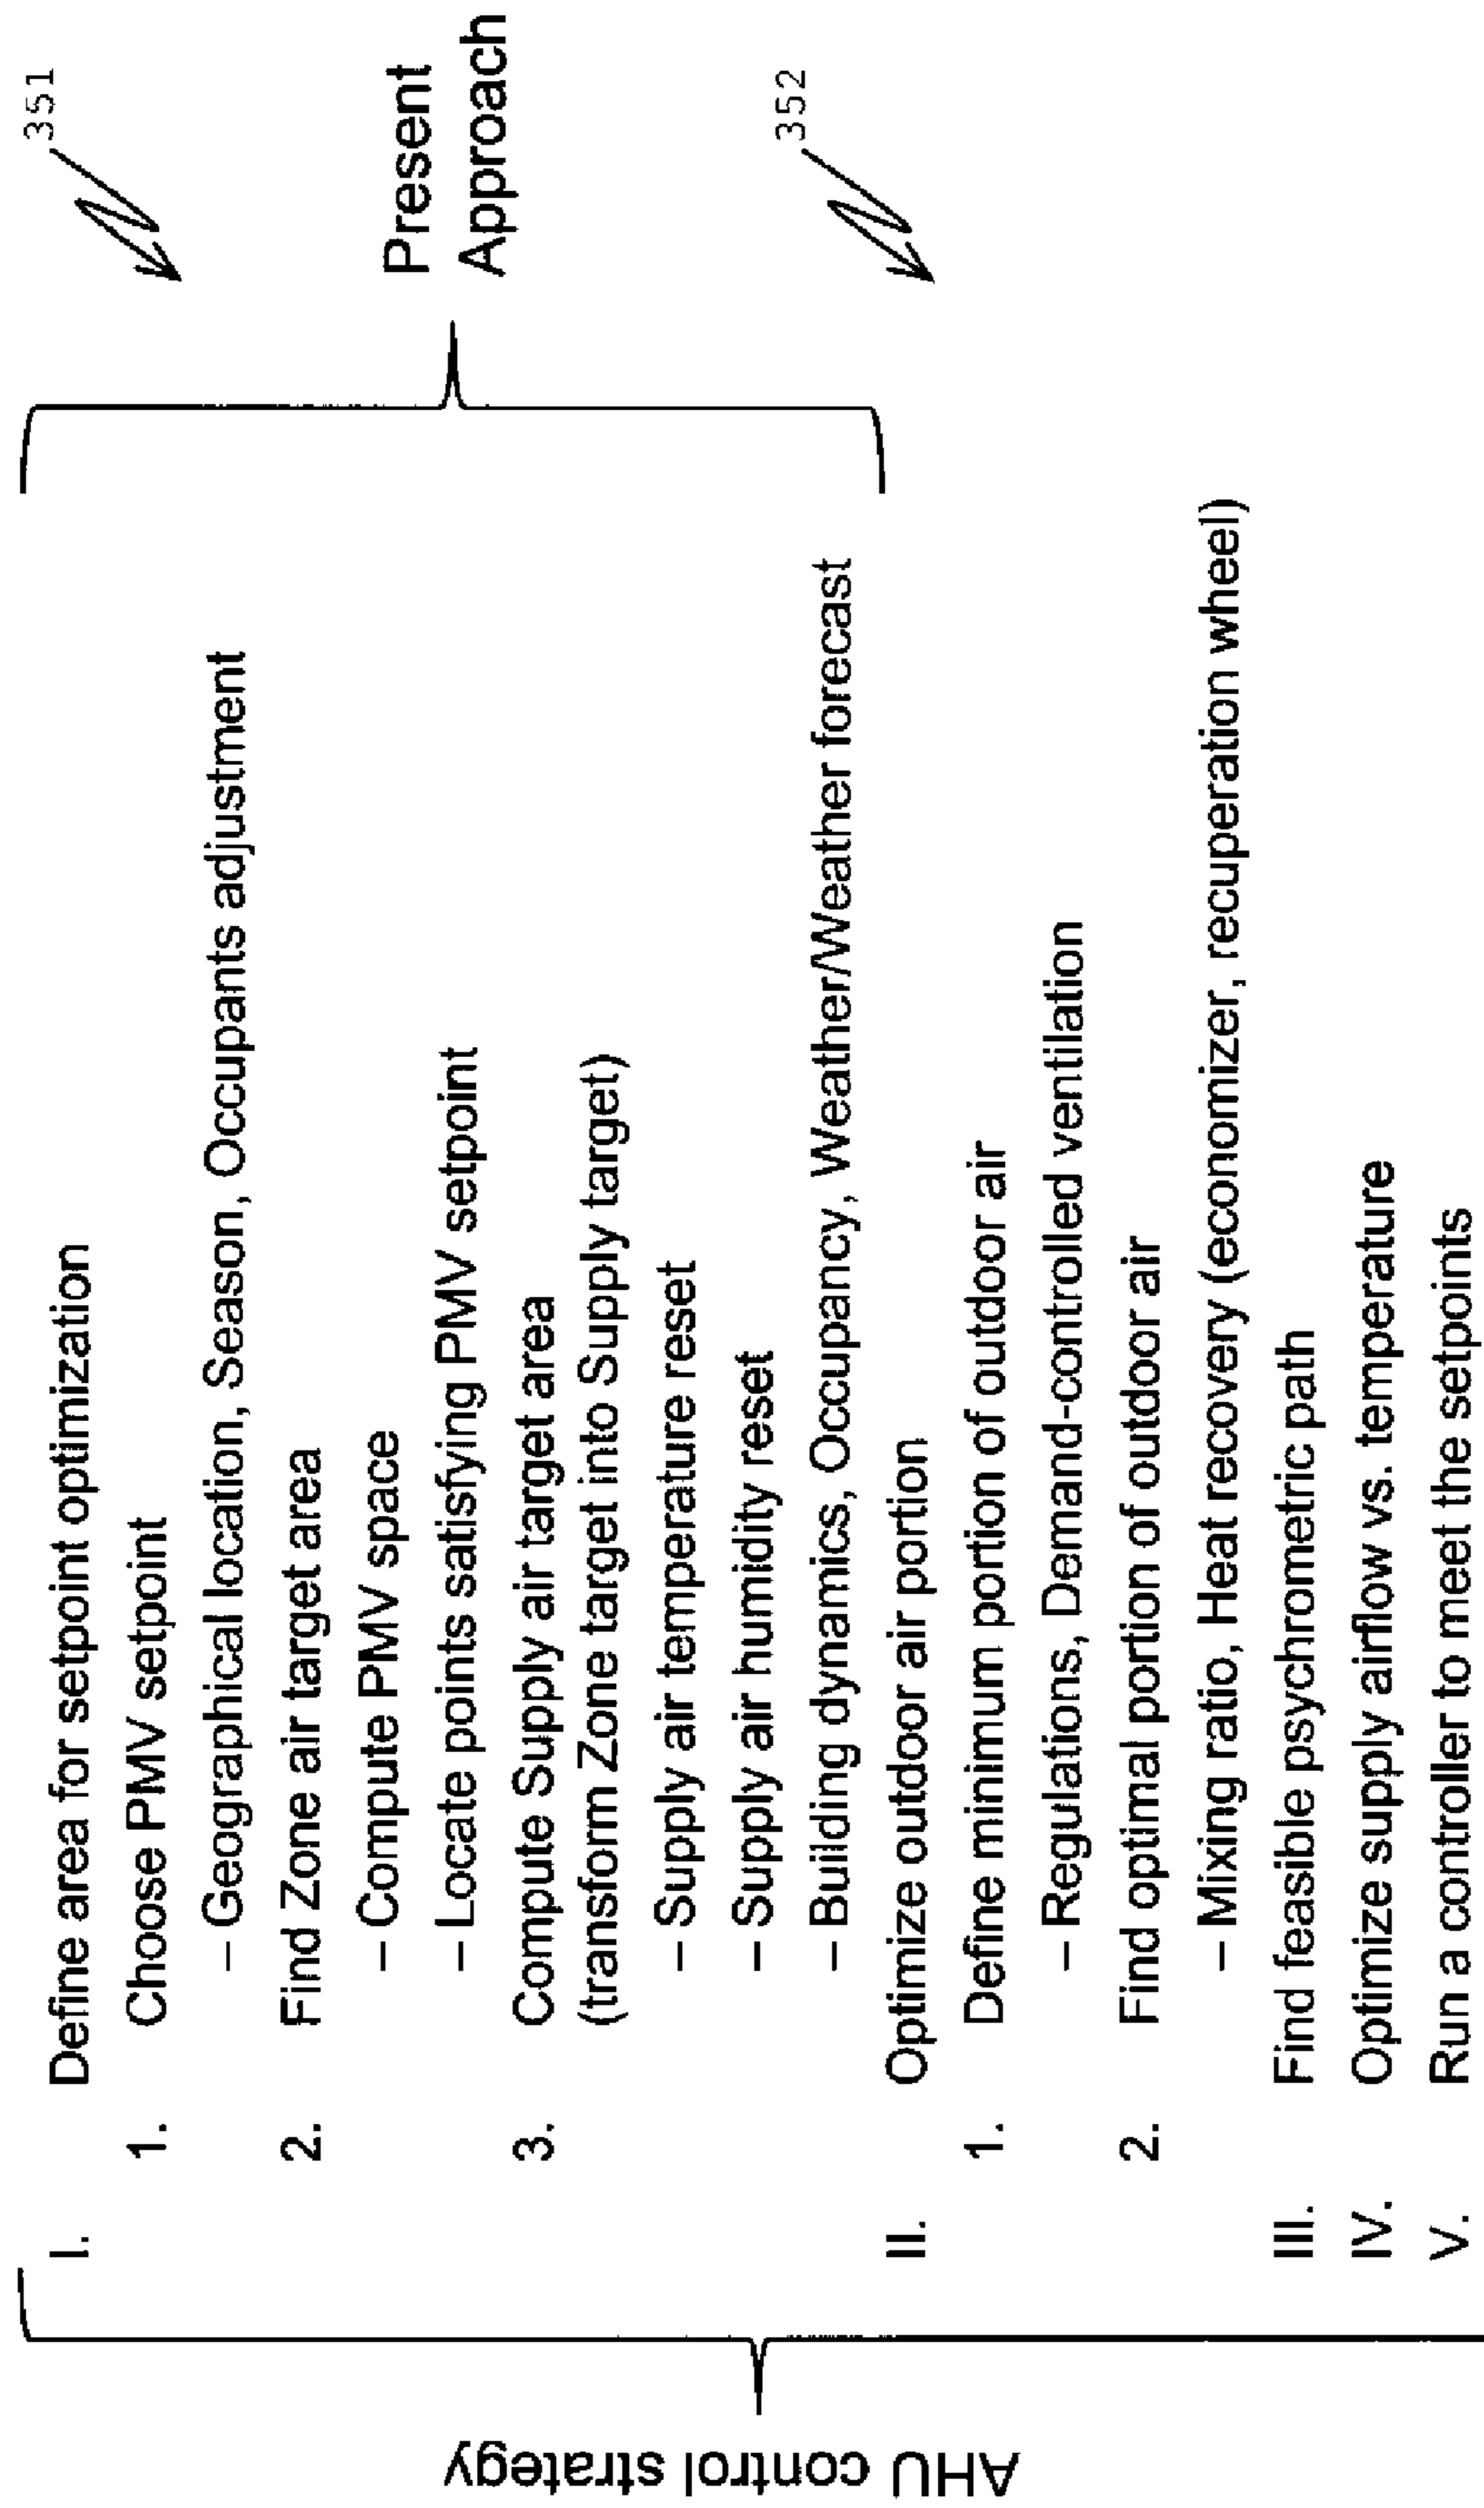 AHU control strategy
I. Define area for setpoint optimization
1. Choose PMV setpoint
– Geographical location, Season, Occupants adjustment
2. Find Zone air target area
– Compute PMV space
– Locate points satisfying PMV setpoint
3. Compute Supply air target area
(transform Zone target into Supply target)
– Supply air temperature reset
– Supply air humidity reset
– Building dynamics, Occupancy, Weather/Weather forecast
II. Optimize outdoor air portion
1. Define minimum portion of outdoor air
– Regulations, Demand-controlled ventilation
2. Find optimal portion of outdoor air
– Mixing ratio, Heat recovery (economizer, recuperation wheel)
III. Find feasible psychrometric path
IV. Optimize supply airflow vs. temperature
V. Run a controller to meet the setpoints
351
Present
Approach
352